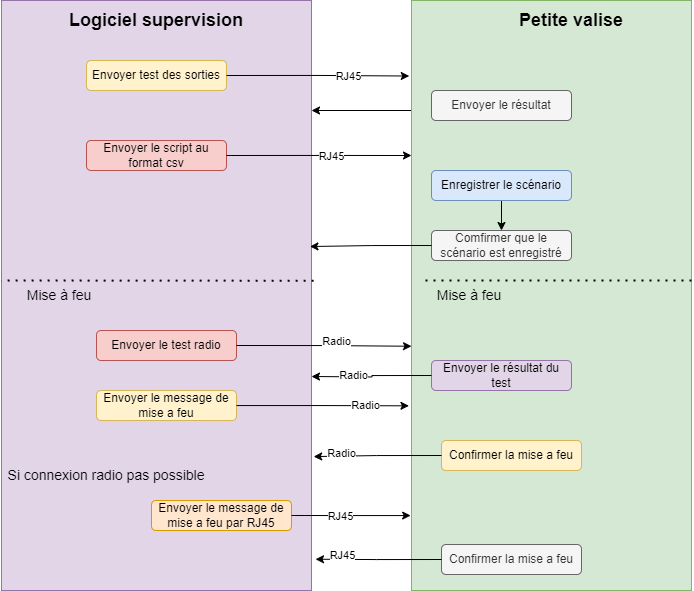 Logiciel supervision
Petite valise
Envoyer test des sorties
RJ45
Envoyer le résultat
Envoyer le script au
format csv
RJ45
Enregistrer le scénario
Comfirmer que le
scénario est enregistré
Mise à feu
Mise à feu
Envoyer le test radio
Radio
Envoyer le résultat du
test
Radio
Envoyer le message de
mise a feu
Radio
Confirmer la mise a feu
Radio
Si connexion radio pas possible
Envoyer le message de
mise a feu par RJ45
RJ45
Confirmer la mise a feu
RJ45